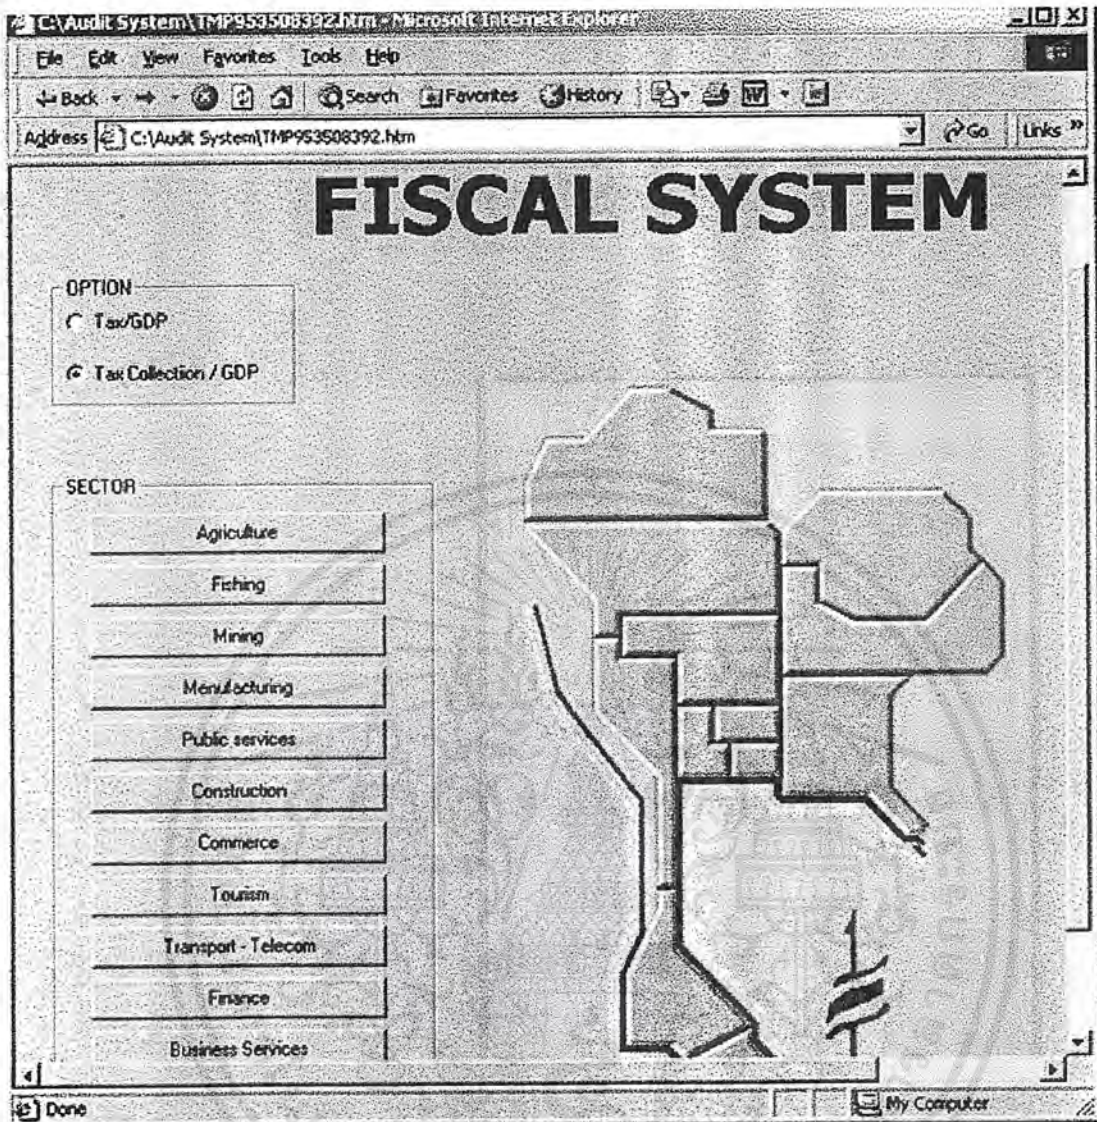 C:\Audit System\TMP953508392.htm - Microsoft Internet Explorer
File Edit View Favorites Tools Help
Back Search Favorites History
Address C:\Audit System\TMP953508392.htm Go Links »
FISCAL SYSTEM
OPTION
Tax/GDP
Tax Collection / GDP
SECTOR
Agriculture
Fishing
Mining
Manufacturing
Public services
Construction
Commerce
Tourism
Transport - Telecom
Finance
Business Services
Done My Computer